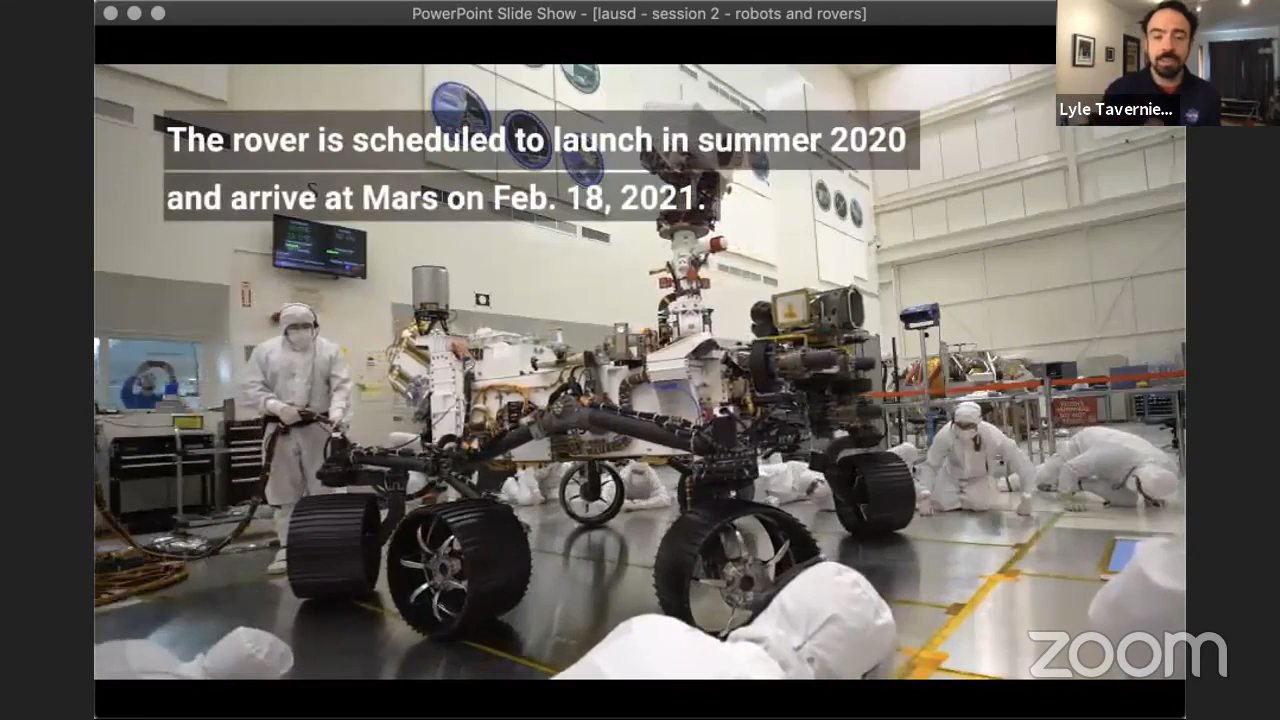 PowerPoint Slide Show - [lausd - session 2 - robots and rovers]
Lyle Tavernie...
The rover is scheduled to launch in summer 2020
and arrive at Mars on Feb. 18, 2021.
zoom